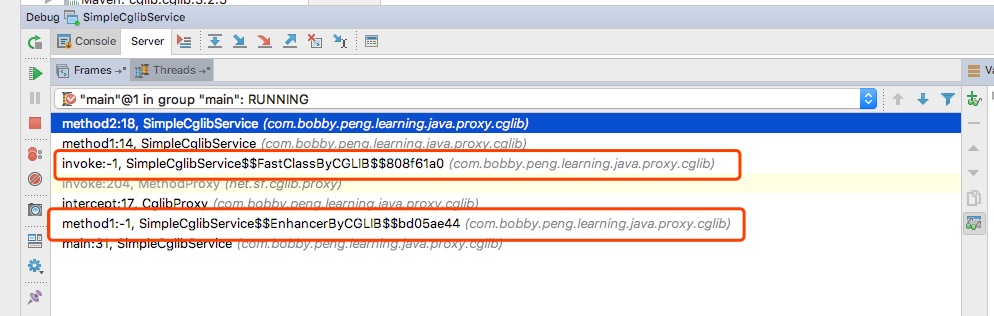 Maven: cglib:cglib:3.2.5
Debug SimpleCglibService
Console Server
Frames Threads
"main"@1 in group "main": RUNNING
method2:18, SimpleCglibService (com.bobby.peng.learning.java.proxy.cglib)
method1:14, SimpleCglibService (com.bobby.peng.learning.java.proxy.cglib)
invoke:-1, SimpleCglibService$$FastClassByCGLIB$$808f61a0 (com.bobby.peng.learning.java.proxy.cglib)
invoke:204, MethodProxy (net.sf.cglib.proxy)
intercept:17, CglibProxy (com.bobby.peng.learning.java.proxy.cglib)
method1:-1, SimpleCglibService$$EnhancerByCGLIB$$bd05ae44 (com.bobby.peng.learning.java.proxy.cglib)
main:31, SimpleCglibService (com.bobby.peng.learning.java.proxy.cglib)